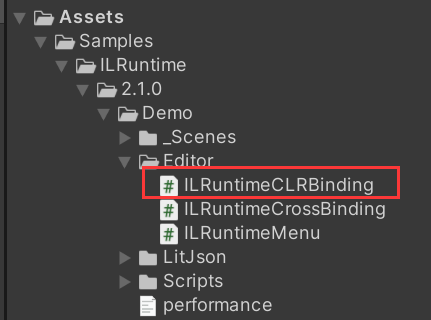 Assets
Samples
ILRuntime
2.1.0
Demo
_Scenes
Editor
ILRuntimeCLRBinding
ILRuntimeCrossBinding
ILRuntimeMenu
LitJson
Scripts
performance